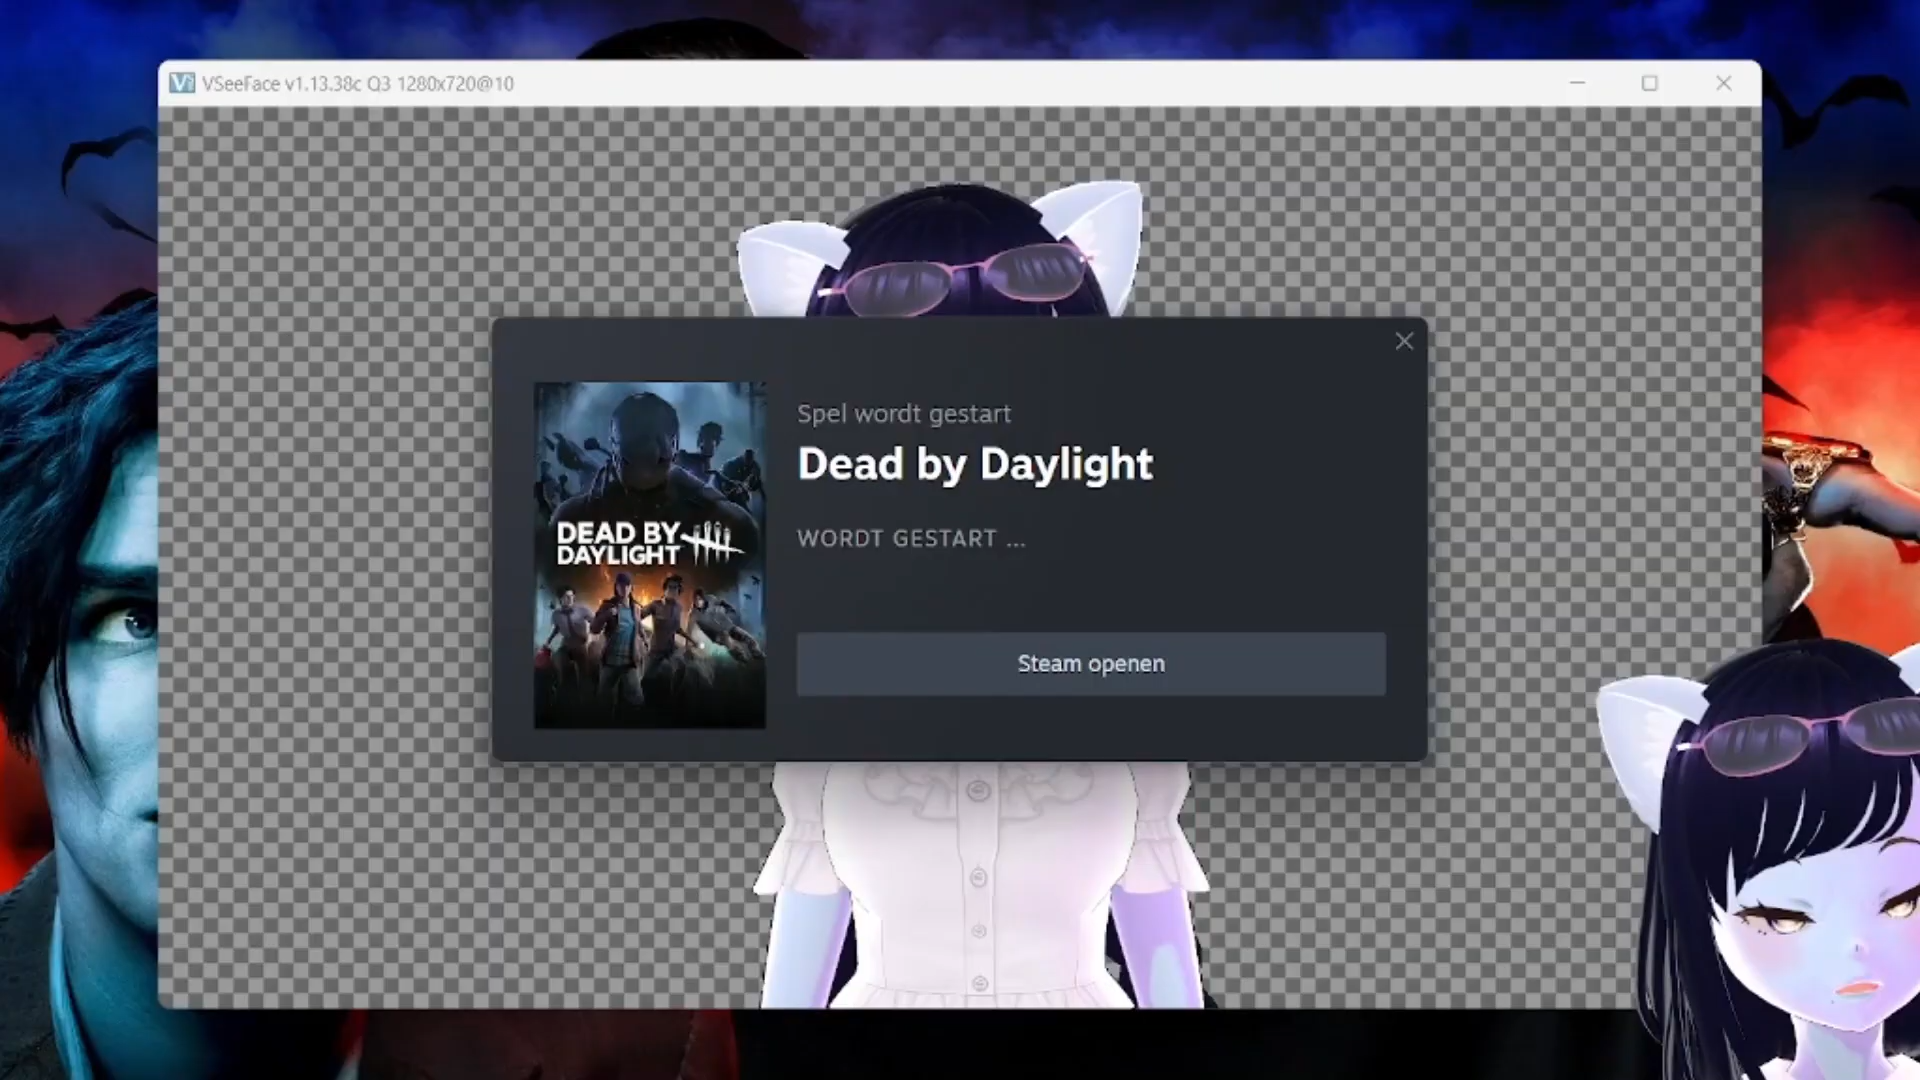 VSeeFace v1.13.38c Q3 1280x720@10
Spel wordt gestart
Dead by Daylight
WORDT GESTART ...
Steam openen
DEAD BY
DAYLIGHT